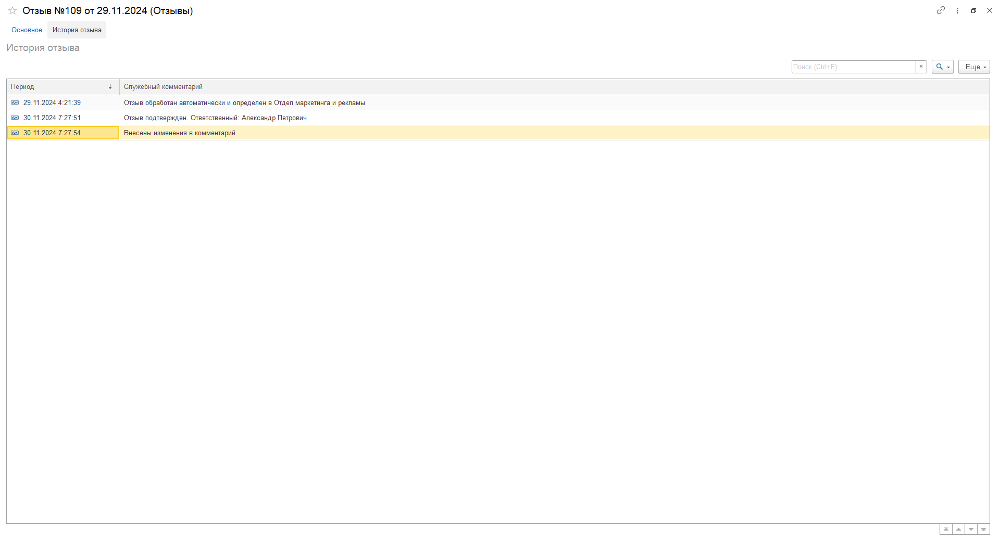 Отзыв №109 от 29.11.2024 (Отзывы)
Основное История отзыва
История отзыва
Поиск (Ctrl+F) × Еще
Период ↓ Служебный комментарий
29.11.2024 4:21:39 Отзыв обработан автоматически и определен в Отдел маркетинга и рекламы
30.11.2024 7:27:51 Отзыв подтвержден. Ответственный: Александр Петрович
30.11.2024 7:27:54 Внесены изменения в комментарий